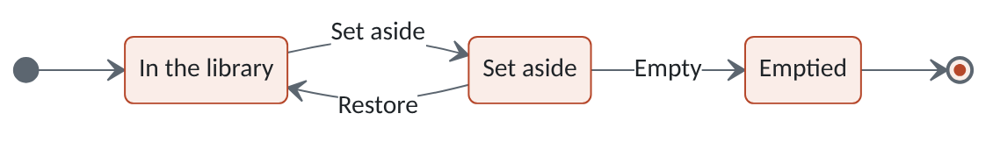 Set aside
In the library
Set aside
Empty
Emptied
Restore